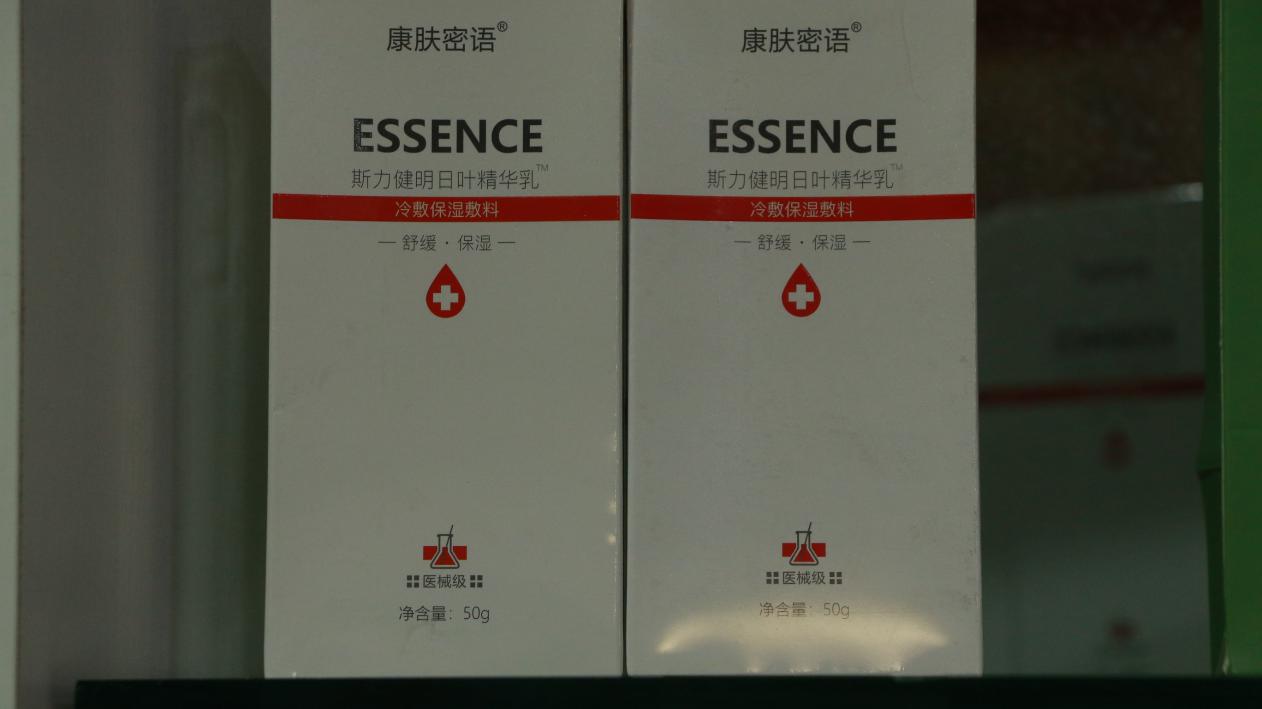 康肤密语®
ESSENCE
斯力健明日叶精华乳™
冷敷保湿敷料
— 舒缓 · 保湿 —
医械级
净含量：50g
康肤密语®
ESSENCE
斯力健明日叶精华乳™
冷敷保湿敷料
— 舒缓 · 保湿 —
医械级
净含量：50g